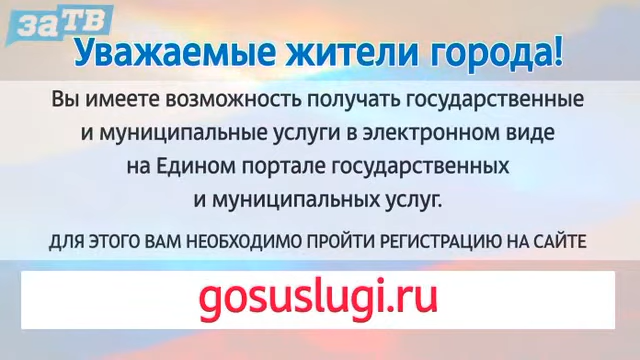 заТВ
Уважаемые жители города!
Вы имеете возможность получать государственные
и муниципальные услуги в электронном виде
на Едином портале государственных
и муниципальных услуг.
ДЛЯ ЭТОГО ВАМ НЕОБХОДИМО ПРОЙТИ РЕГИСТРАЦИЮ НА САЙТЕ
gosuslugi.ru